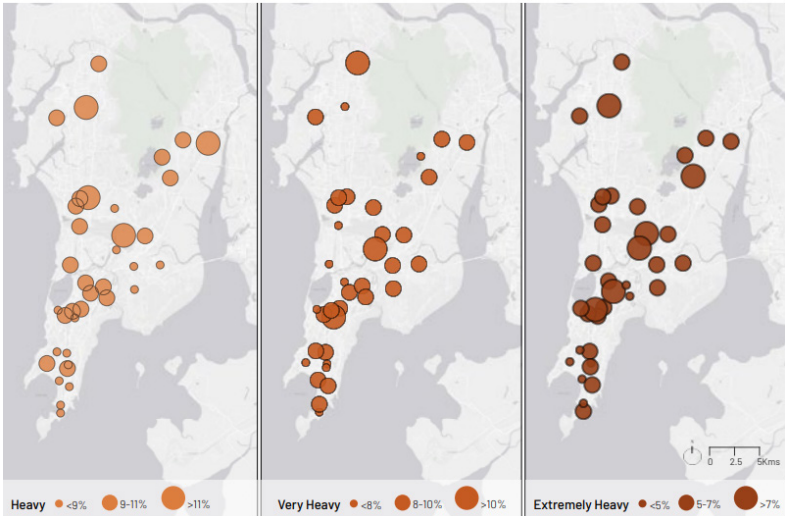 0 2.5 5Kms
Heavy <9% 9-11% >11%
Very Heavy <8% 8-10% >10%
Extremely Heavy <5% 5-7% >7%